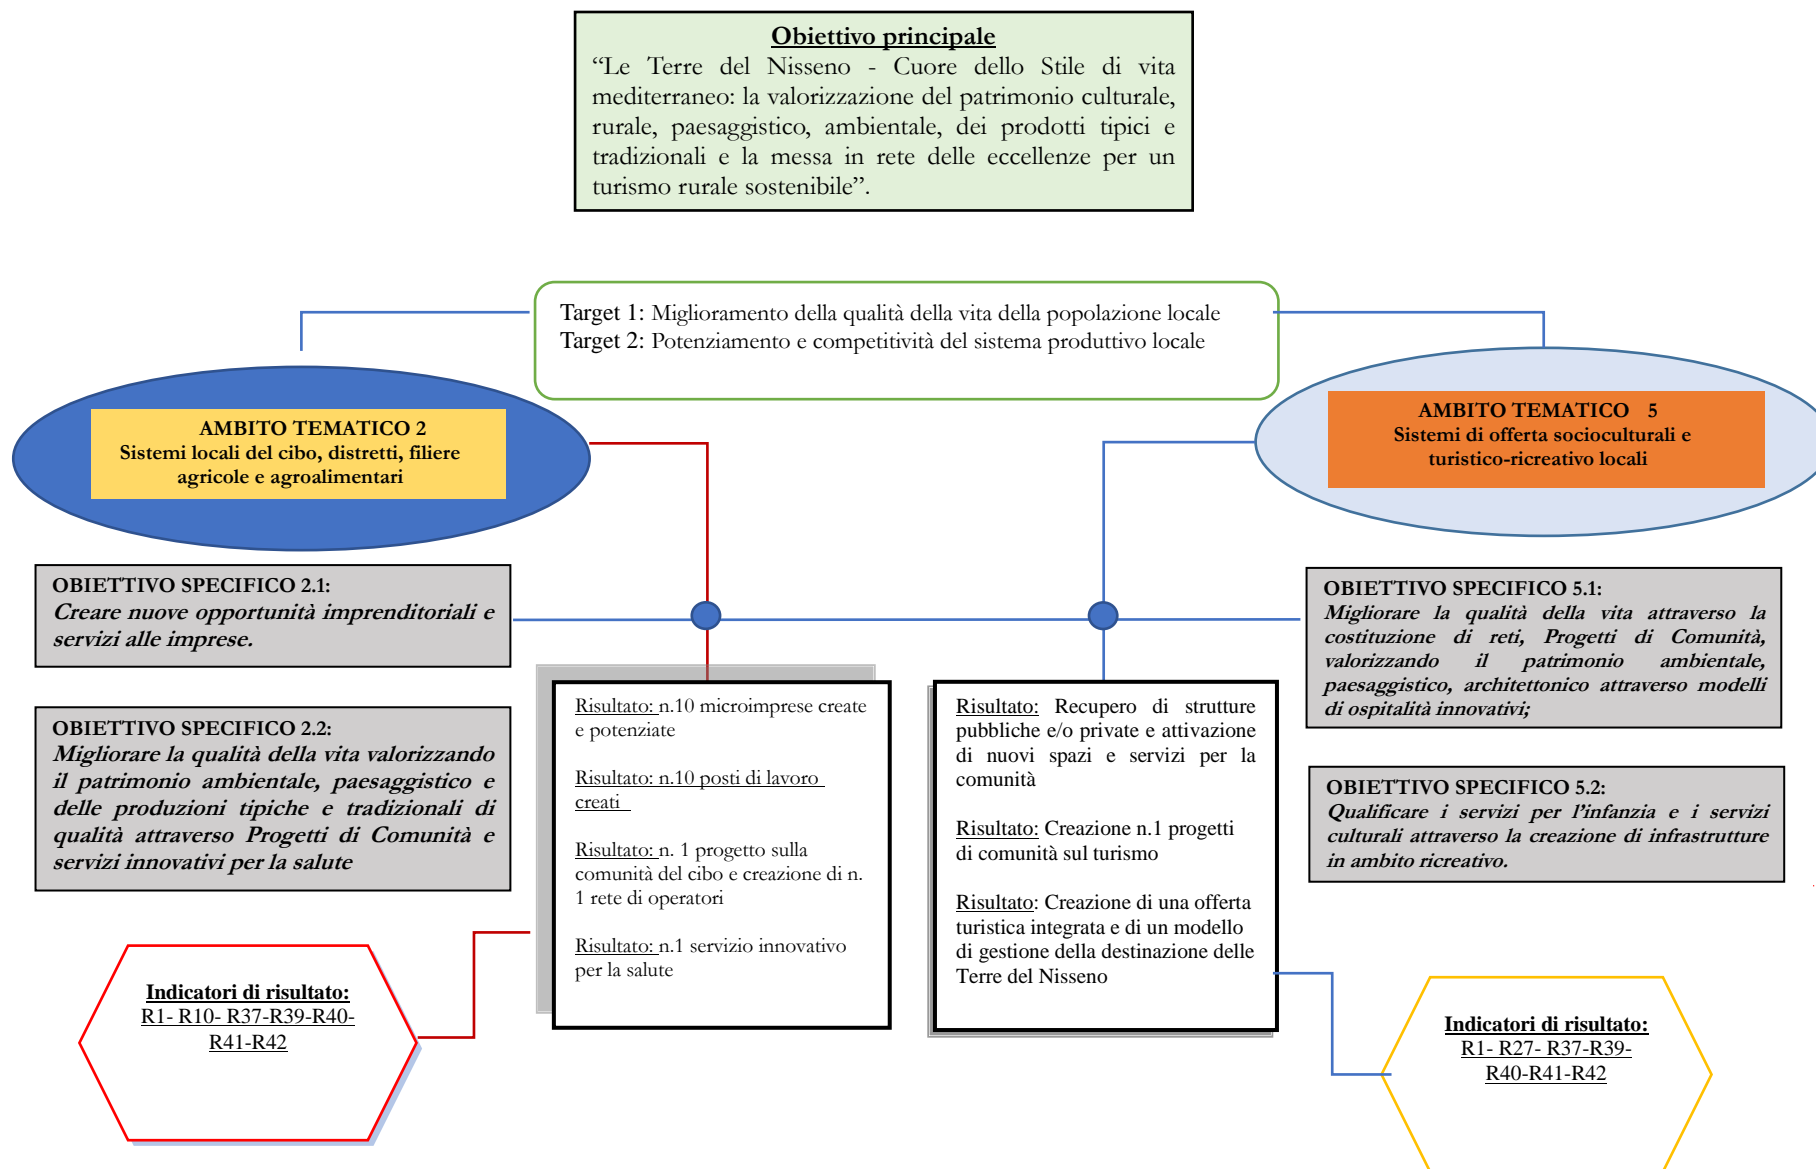 Obiettivo principale
“Le Terre del Nisseno - Cuore dello Stile di vita
mediterraneo: la valorizzazione del patrimonio culturale,
rurale, paesaggistico, ambientale, dei prodotti tipici e
tradizionali e la messa in rete delle eccellenze per un
turismo rurale sostenibile”.
Target 1: Miglioramento della qualità della vita della popolazione locale
Target 2: Potenziamento e competitività del sistema produttivo locale
AMBITO TEMATICO 2
Sistemi locali del cibo, distretti, filiere
agricole e agroalimentari
AMBITO TEMATICO 5
Sistemi di offerta socioculturali e
turistico-ricreativo locali
OBIETTIVO SPECIFICO 2.1:
Creare nuove opportunità imprenditoriali e
servizi alle imprese.
OBIETTIVO SPECIFICO 2.2:
Migliorare la qualità della vita valorizzando
il patrimonio ambientale, paesaggistico e
delle produzioni tipiche e tradizionali di
qualità attraverso Progetti di Comunità e
servizi innovativi per la salute
Risultato: n.10 microimprese create
e potenziate
Risultato: n.10 posti di lavoro
creati
Risultato: n. 1 progetto sulla
comunità del cibo e creazione di n.
1 rete di operatori
Risultato: n.1 servizio innovativo
per la salute
Risultato: Recupero di strutture
pubbliche e/o private e attivazione
di nuovi spazi e servizi per la
comunità
Risultato: Creazione n.1 progetti
di comunità sul turismo
Risultato: Creazione di una offerta
turistica integrata e di un modello
di gestione della destinazione delle
Terre del Nisseno
OBIETTIVO SPECIFICO 5.1:
Migliorare la qualità della vita attraverso la
costituzione di reti, Progetti di Comunità,
valorizzando il patrimonio ambientale,
paesaggistico, architettonico attraverso modelli
di ospitalità innovativi;
OBIETTIVO SPECIFICO 5.2:
Qualificare i servizi per l’infanzia e i servizi
culturali attraverso la creazione di infrastrutture
in ambito ricreativo.
Indicatori di risultato:
R1- R10- R37-R39-R40-
R41-R42
Indicatori di risultato:
R1- R27- R37-R39-
R40-R41-R42